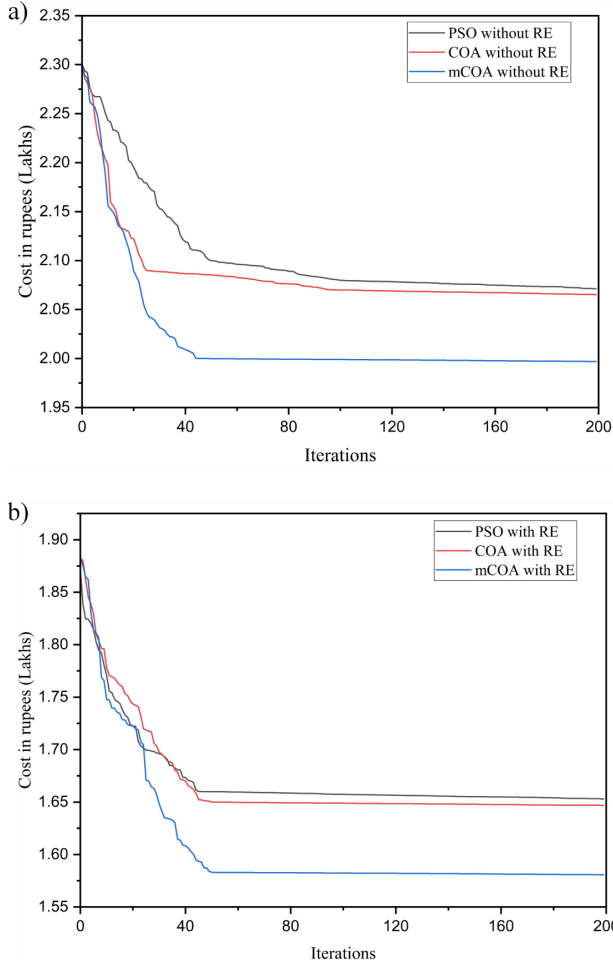 a)
PSO without RE
COA without RE
mCOA without RE
2.30
2.25
2.20
2.15
2.10
2.05
2.00
1.95
Cost in rupees (Lakhs)
0 40 80 120 160 200
Iterations
b)
PSO with RE
COA with RE
mCOA with RE
1.90
1.85
1.80
1.75
1.70
1.65
1.60
1.55
Cost in rupees (Lakhs)
0 40 80 120 160 200
Iterations